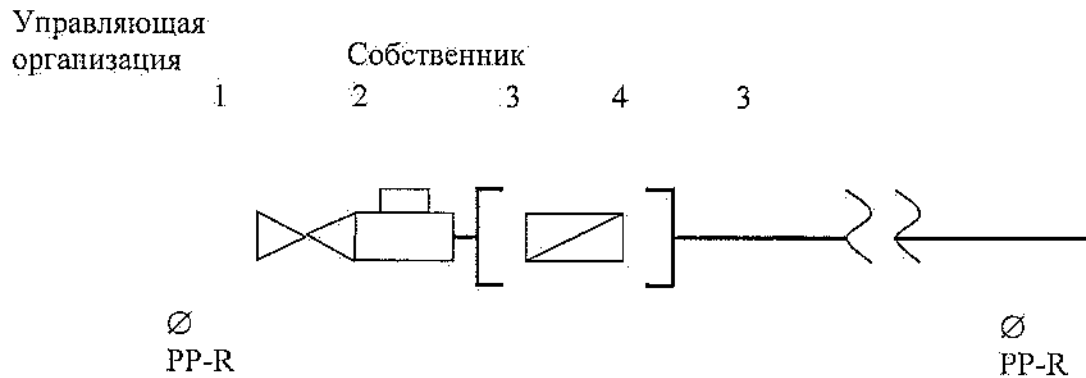 Управляющая
организация
Собственник
1 2 3 4 3
∅
PP-R
∅
PP-R